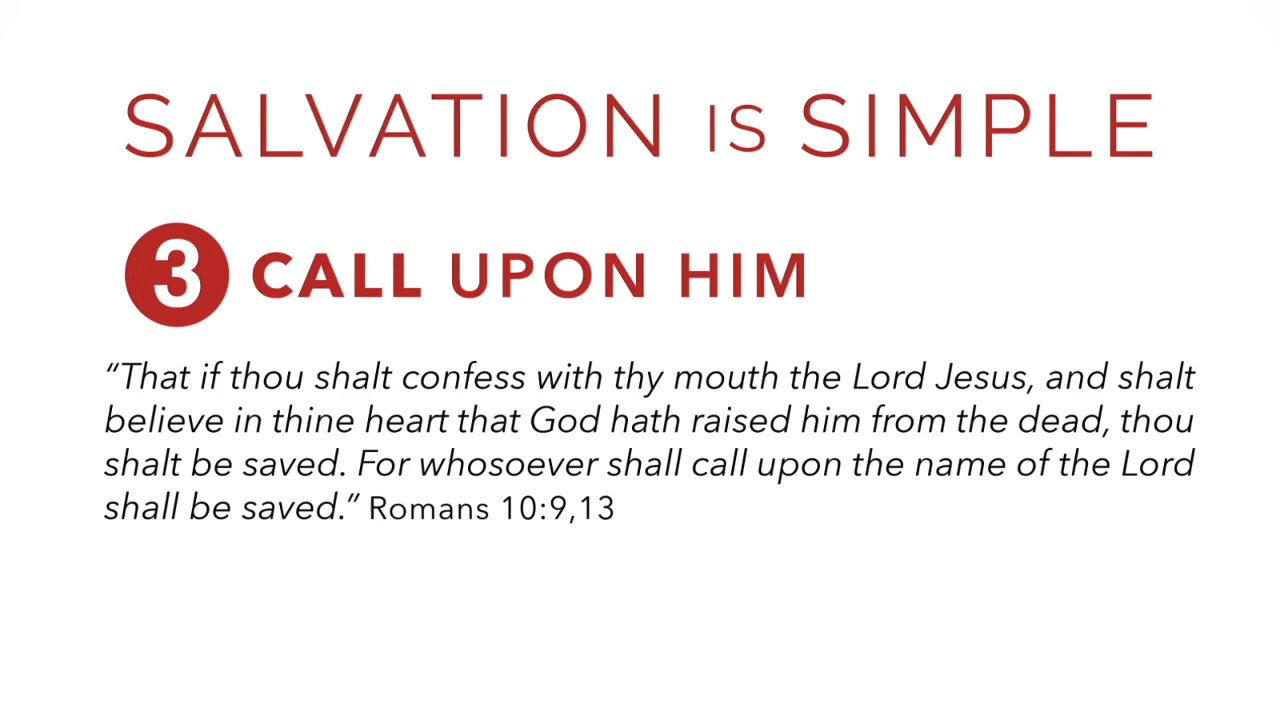 SALVATION IS SIMPLE
3 CALL UPON HIM
“That if thou shalt confess with thy mouth the Lord Jesus, and shalt
believe in thine heart that God hath raised him from the dead, thou
shalt be saved. For whosoever shall call upon the name of the Lord
shall be saved.” Romans 10:9,13